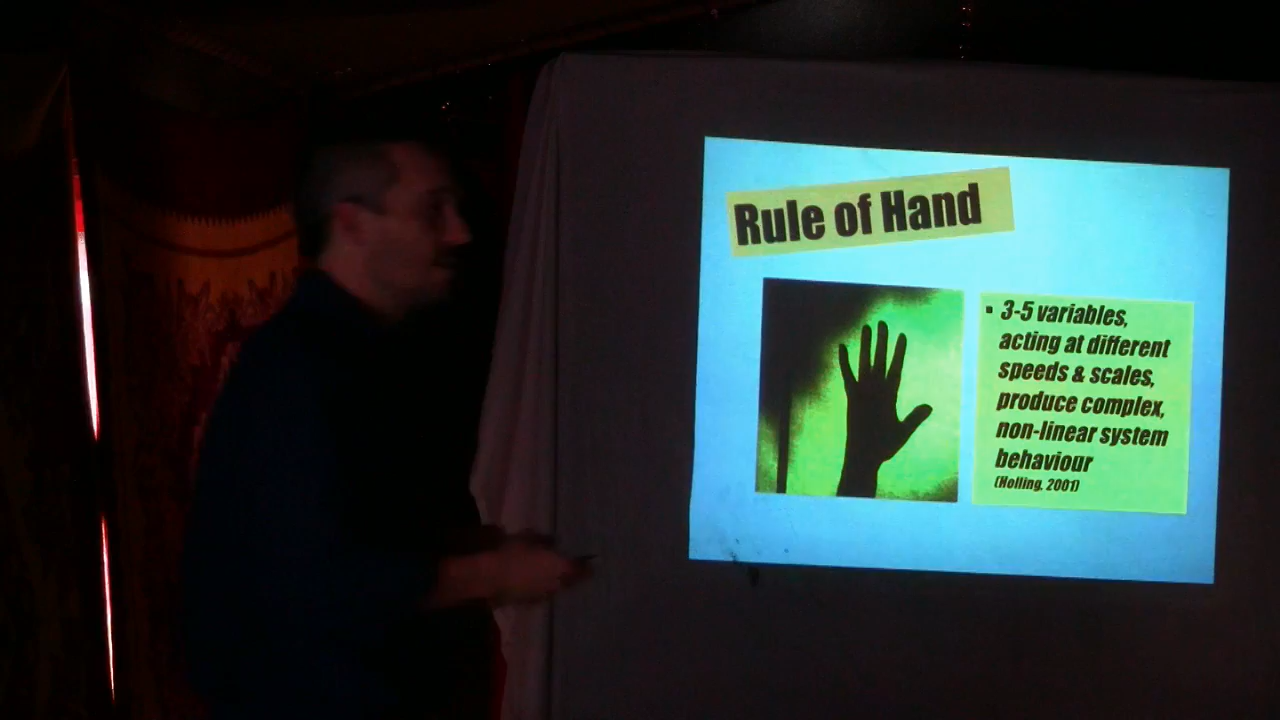 Rule of Hand
▪ 3-5 variables,
acting at different
speeds & scales,
produce complex,
non-linear system
behaviour
(Holling, 2001)